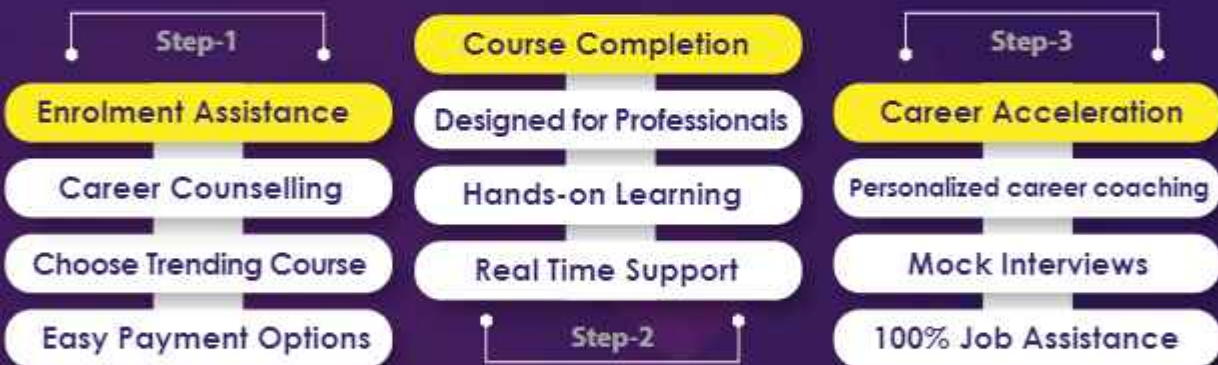 Step-1
Enrolment Assistance
Career Counselling
Choose Trending Course
Easy Payment Options
Course Completion
Designed for Professionals
Hands-on Learning
Real Time Support
Step-2
Step-3
Career Acceleration
Personalized career coaching
Mock Interviews
100% Job Assistance